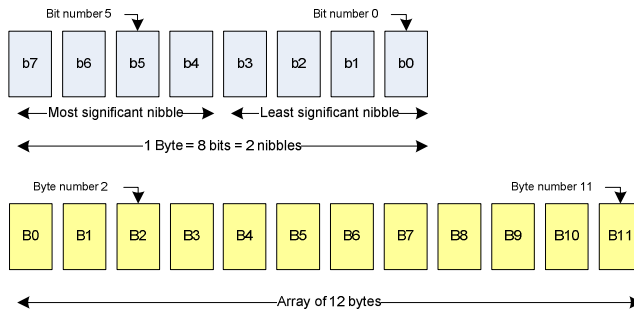 Bit number 5 Bit number 0
b7 b6 b5 b4 b3 b2 b1 b0
Most significant nibble Least significant nibble
1 Byte = 8 bits = 2 nibbles
Byte number 2 Byte number 11
B0 B1 B2 B3 B4 B5 B6 B7 B8 B9 B10 B11
Array of 12 bytes